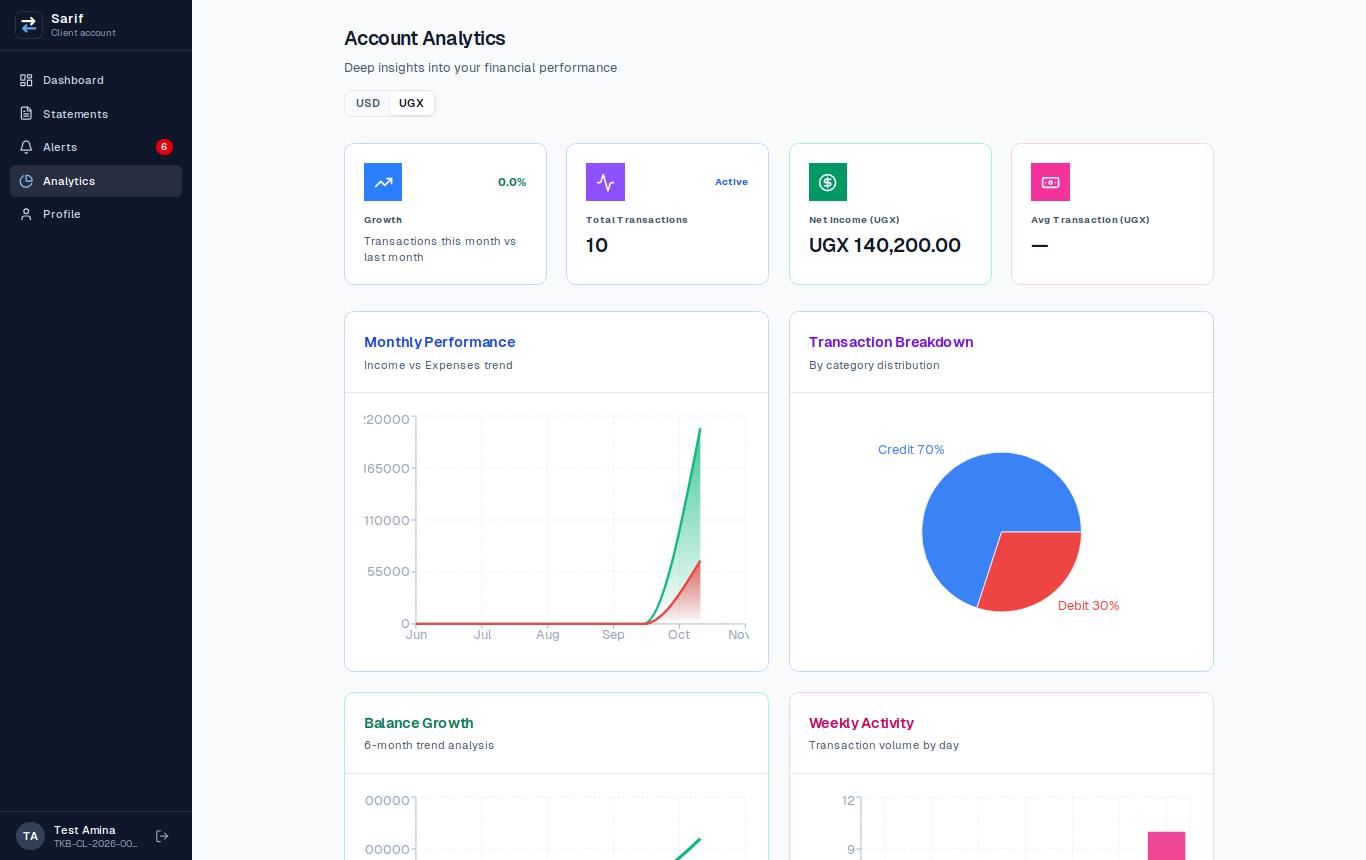 Sarif
Client account
Dashboard
Statements
Alerts
6
Analytics
Profile
TA
Test Amina
TKB-CL-2026-00...
Account Analytics
Deep insights into your financial performance
USD
UGX
0.0%
Growth
Transactions this month vs
last month
Active
Total Transactions
10
Net Income (UGX)
UGX 140,200.00
Avg Transaction (UGX)
—
Monthly Performance
Income vs Expenses trend
220000
165000
110000
55000
0
Jun
Jul
Aug
Sep
Oct
Nov
Transaction Breakdown
By category distribution
Credit 70%
Debit 30%
Balance Growth
6-month trend analysis
00000
00000
Weekly Activity
Transaction volume by day
12
9